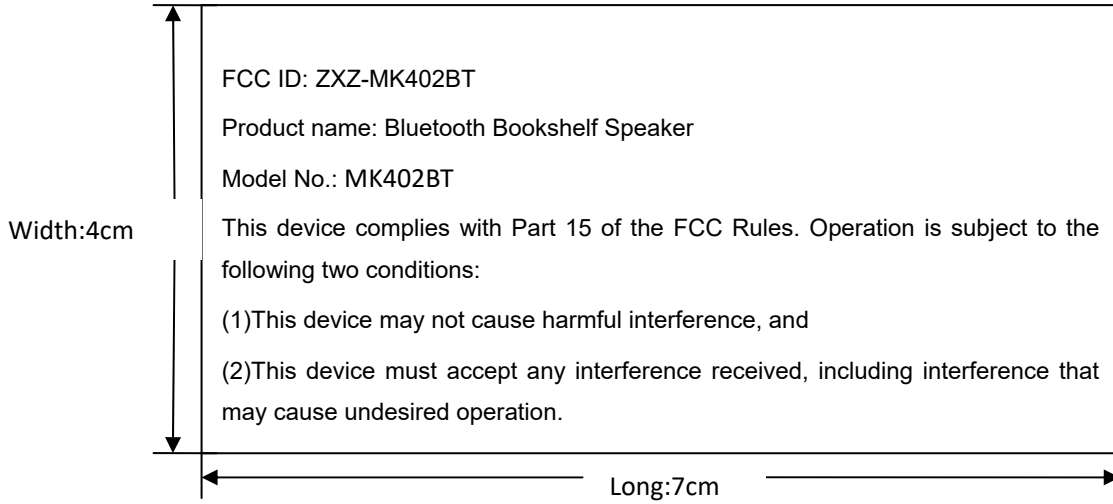 FCC ID: ZXZ-MK402BT
Product name: Bluetooth Bookshelf Speaker
Model No.: MK402BT
Width:4cm
This device complies with Part 15 of the FCC Rules. Operation is subject to the
following two conditions:
(1)This device may not cause harmful interference, and
(2)This device must accept any interference received, including interference that
may cause undesired operation.
Long:7cm